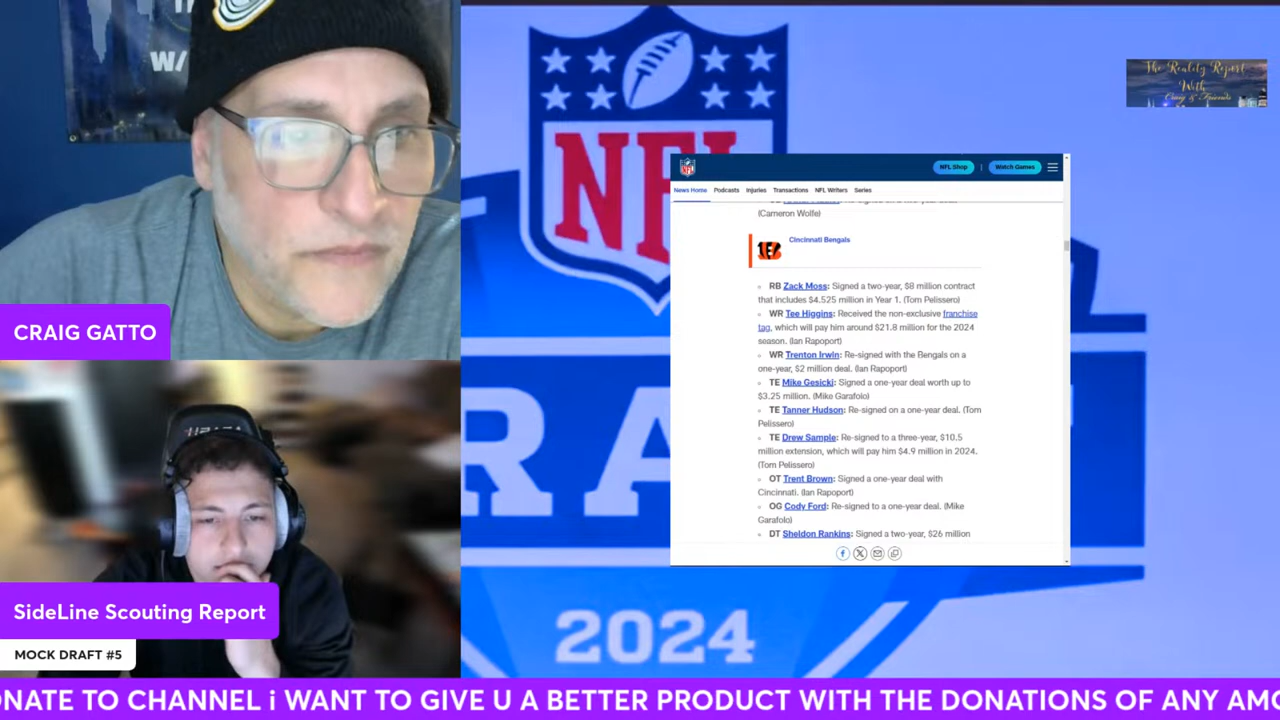 W/
CRAIG GATTO
SideLine Scouting Report
MOCK DRAFT #5
NFL
2024
The Reality Report
With
Craig & Friends
NFL Shop | Watch Games
News Home Podcasts Injuries Transactions NFL Writers Series
(Cameron Wolfe)
Cincinnati Bengals
RB Zack Moss: Signed a two-year, $8 million contract
that includes $4.525 million in Year 1. (Tom Pelissero)
WR Tee Higgins: Received the non-exclusive franchise
tag, which will pay him around $21.8 million for the 2024
season. (Ian Rapoport)
WR Trenton Irwin: Re-signed with the Bengals on a
one-year, $2 million deal. (Ian Rapoport)
TE Mike Gesicki: Signed a one-year deal worth up to
$3.25 million. (Mike Garafolo)
TE Tanner Hudson: Re-signed on a one-year deal. (Tom
Pelissero)
TE Drew Sample: Re-signed to a three-year, $10.5
million extension, which will pay him $4.9 million in 2024.
(Tom Pelissero)
OT Trent Brown: Signed a one-year deal with
Cincinnati. (Ian Rapoport)
OG Cody Ford: Re-signed to a one-year deal. (Mike
Garafolo)
DT Sheldon Rankins: Signed a two-year, $26 million
ONATE TO CHANNEL i WANT TO GIVE U A BETTER PRODUCT WITH THE DONATIONS OF ANY AMO